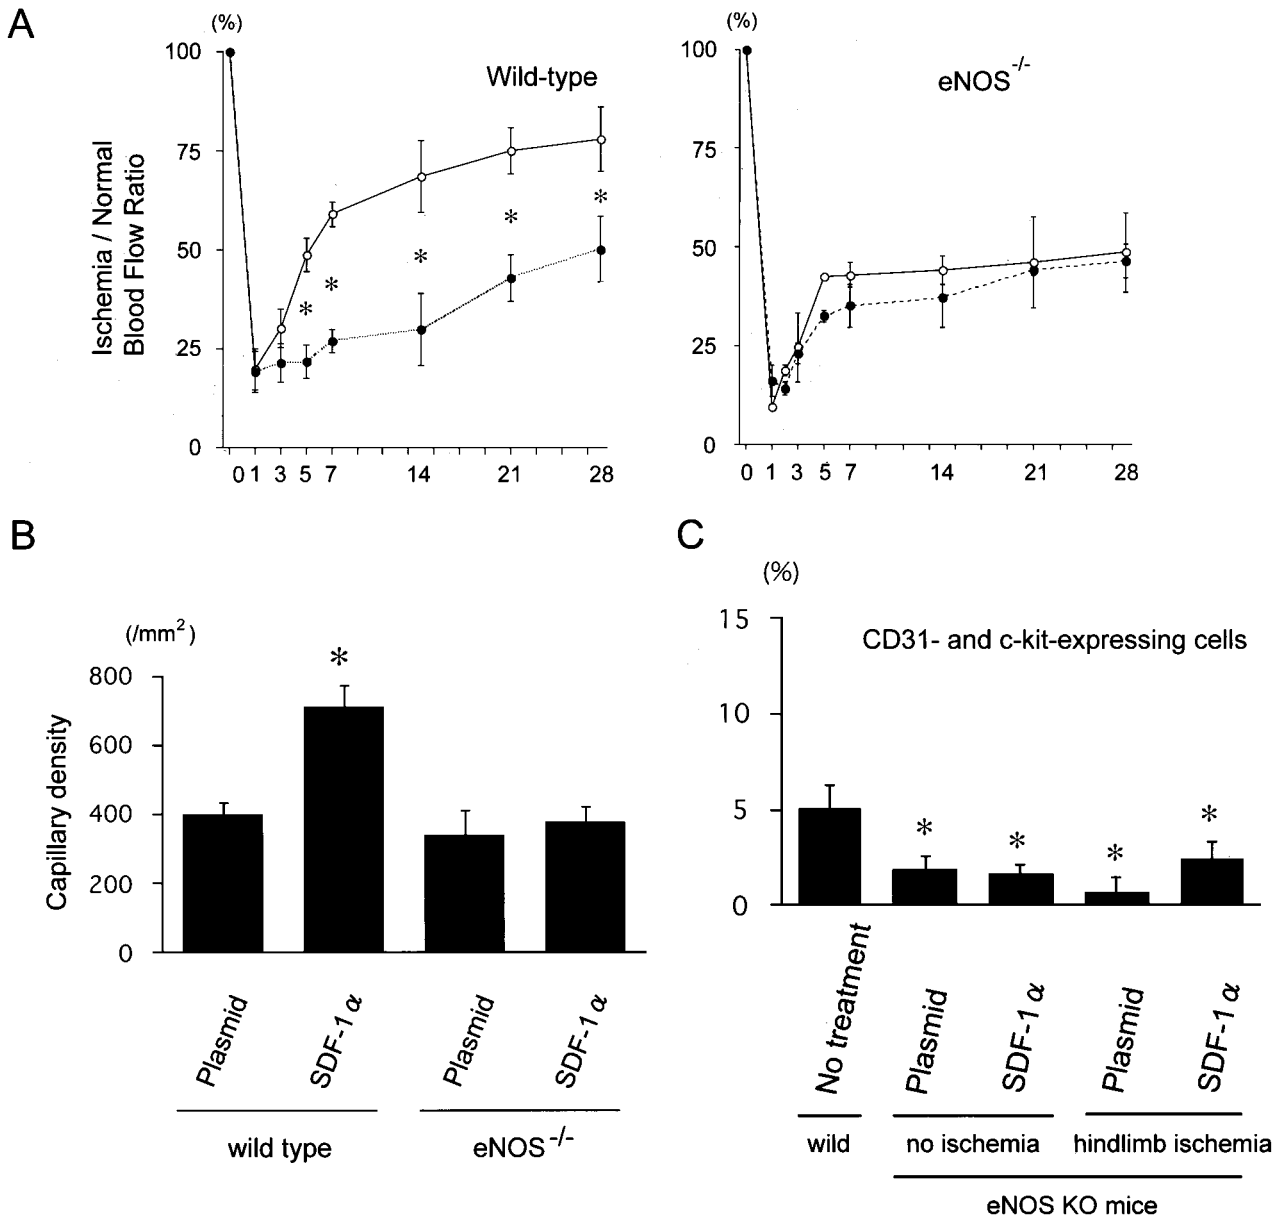 A
(%)
(%)
100
75
50
25
0
Wild-type
Ischemia / Normal
Blood Flow Ratio
*
*
*
*
*
0 1 3 5 7 14 21 28
100
75
50
25
0
eNOS-/-
0 1 3 5 7 14 21 28
B
(/mm2)
800
600
400
200
0
Capillary density
*
Plasmid
SDF-1α
Plasmid
SDF-1α
wild type
eNOS-/-
C
(%)
15
10
5
0
CD31- and c-kit-expressing cells
*
*
*
*
No treatment
Plasmid
SDF-1α
Plasmid
SDF-1α
wild
no ischemia
hindlimb ischemia
eNOS KO mice